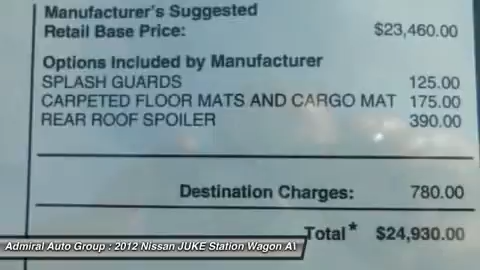 Manufacturer's Suggested
Retail Base Price: $23,460.00
Options Included by Manufacturer
SPLASH GUARDS 125.00
CARPETED FLOOR MATS AND CARGO MAT 175.00
REAR ROOF SPOILER 390.00
Destination Charges: 780.00
Total* $24,930.00
Admiral Auto Group : 2012 Nissan JUKE Station Wagon A\